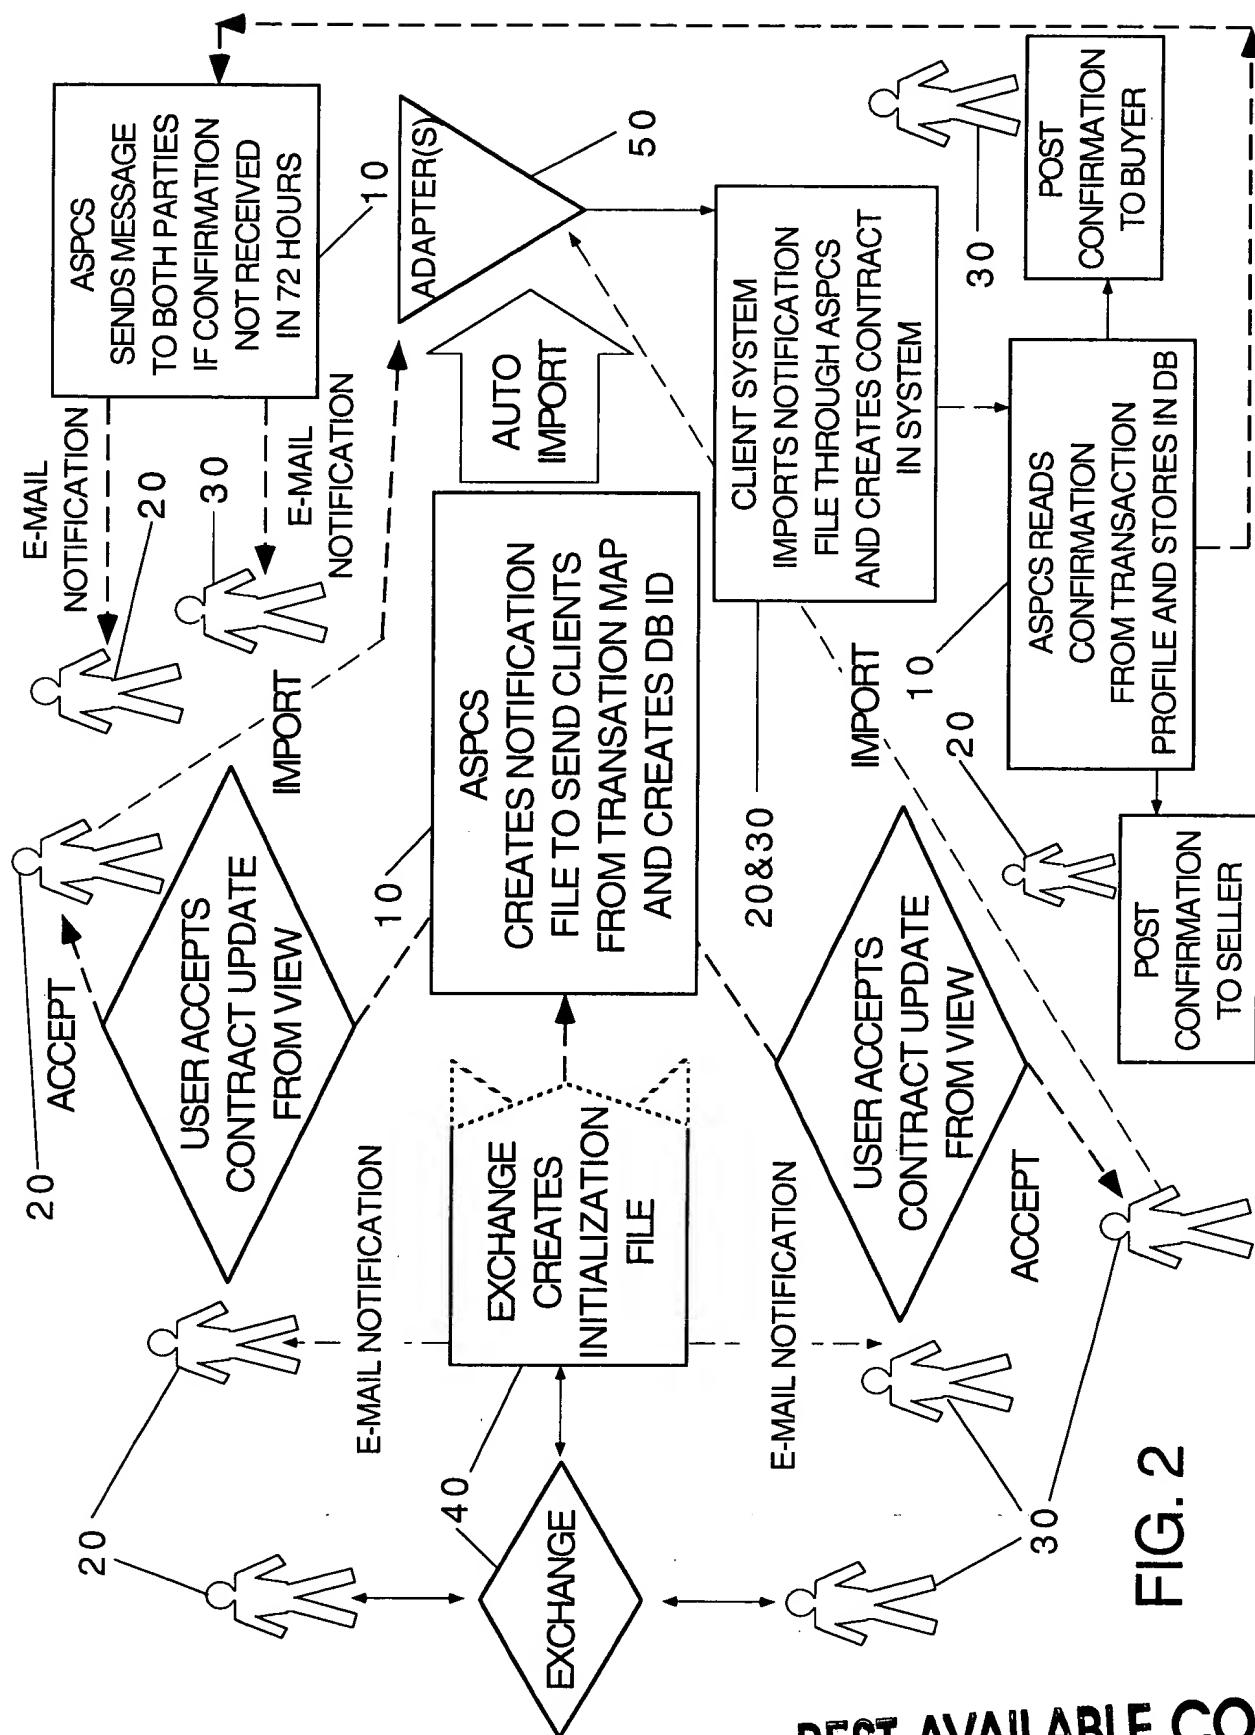 20
20
EXCHANGE
40
30
E-MAIL NOTIFICATION
EXCHANGE
CREATES
INITIALIZATION
FILE
E-MAIL NOTIFICATION
20
ACCEPT
USER ACCEPTS
CONTRACT UPDATE
FROM VIEW
USER ACCEPTS
CONTRACT UPDATE
FROM VIEW
ACCEPT
IMPORT
10
ASPCS
CREATES NOTIFICATION
FILE TO SEND CLIENTS
FROM TRANSATION MAP
AND CREATES DB ID
20&30
IMPORT
E-MAIL
NOTIFICATION
20
30
E-MAIL
NOTIFICATION
ASPCS
SENDS MESSAGE
TO BOTH PARTIES
IF CONFIRMATION
NOT RECEIVED
IN 72 HOURS
10
AUTO
IMPORT
ADAPTER(S)
50
CLIENT SYSTEM
IMPORTS NOTIFICATION
FILE THROUGH ASPCS
AND CREATES CONTRACT
IN SYSTEM
10
20
POST
CONFIRMATION
TO SELLER
ASPCS READS
CONFIRMATION
FROM TRANSACTION
PROFILE AND STORES IN DB
30
POST
CONFIRMATION
TO BUYER
FIG. 2
BEST AVAILABLE CO